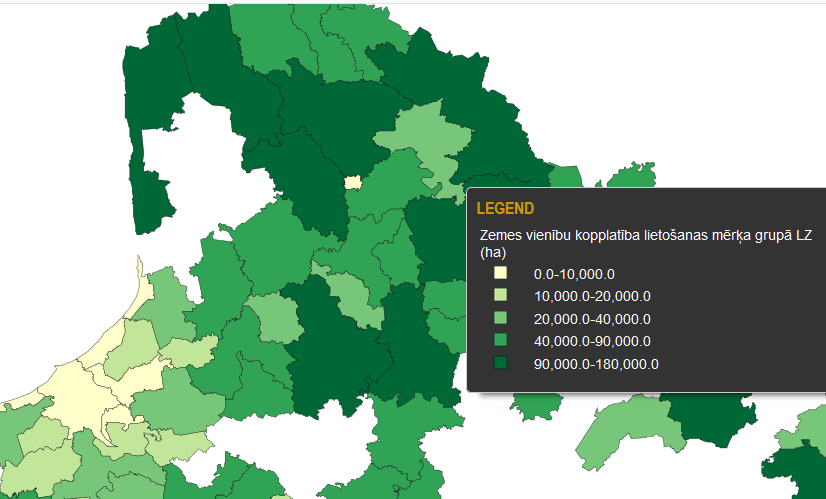 LEGEND
Zemes vienību kopplatība lietošanas mērķa grupā LZ
(ha)
0.0-10,000.0
10,000.0-20,000.0
20,000.0-40,000.0
40,000.0-90,000.0
90,000.0-180,000.0